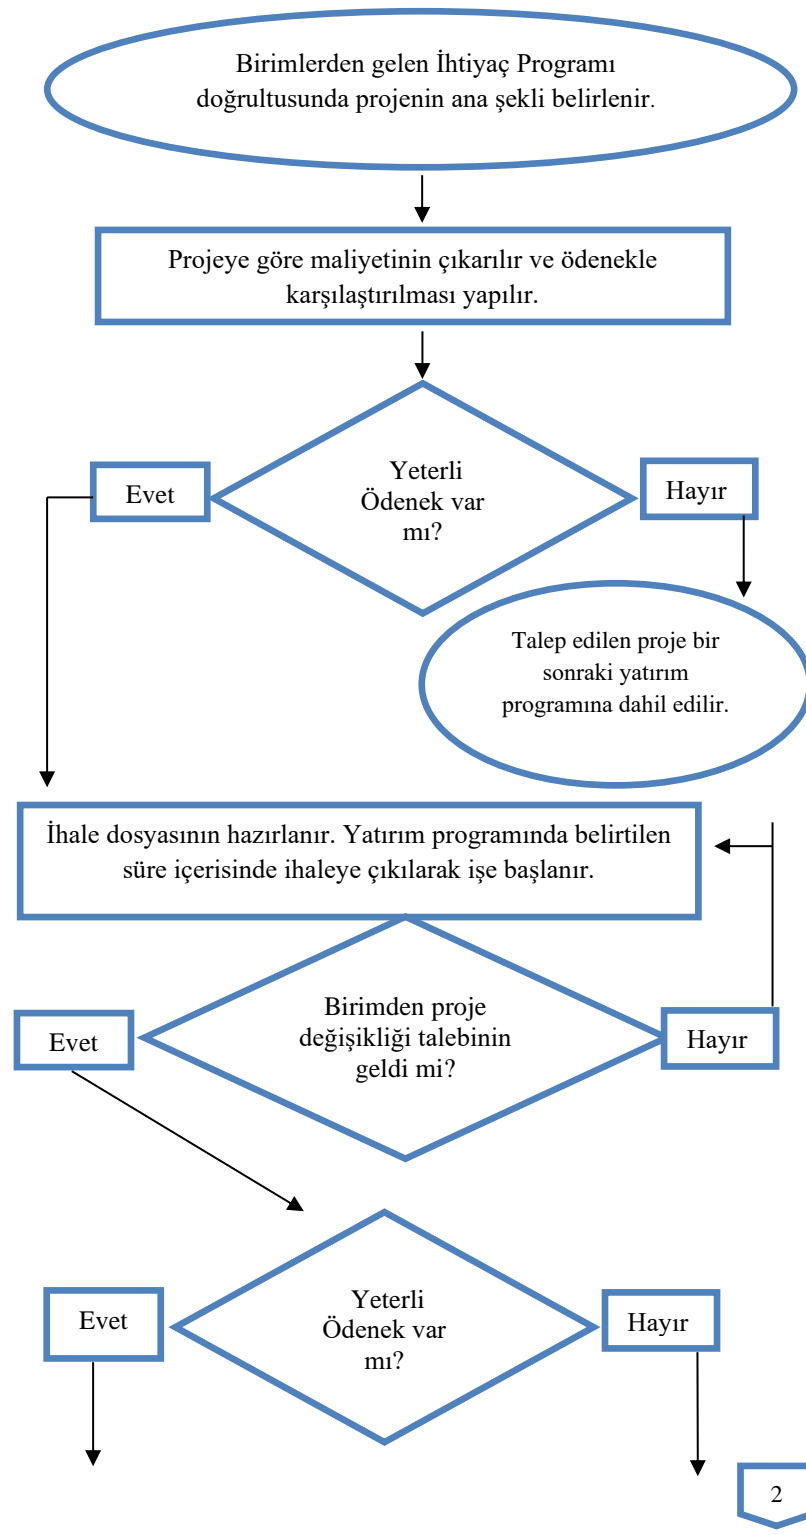 Birimlerden gelen İhtiyaç Programı
doğrultusunda projenin ana şekli belirlenir.
Projeye göre maliyetinin çıkarılır ve ödenekle
karşılaştırılması yapılır.
Yeterli
Ödenek var
mı?
Evet
Hayır
Talep edilen proje bir
sonraki yatırım
programına dahil edilir.
İhale dosyasının hazırlanır. Yatırım programında belirtilen
süre içerisinde ihaleye çıkılarak işe başlanır.
Birimden proje
değişikliği talebinin
geldi mi?
Evet
Hayır
Yeterli
Ödenek var
mı?
Evet
Hayır
2